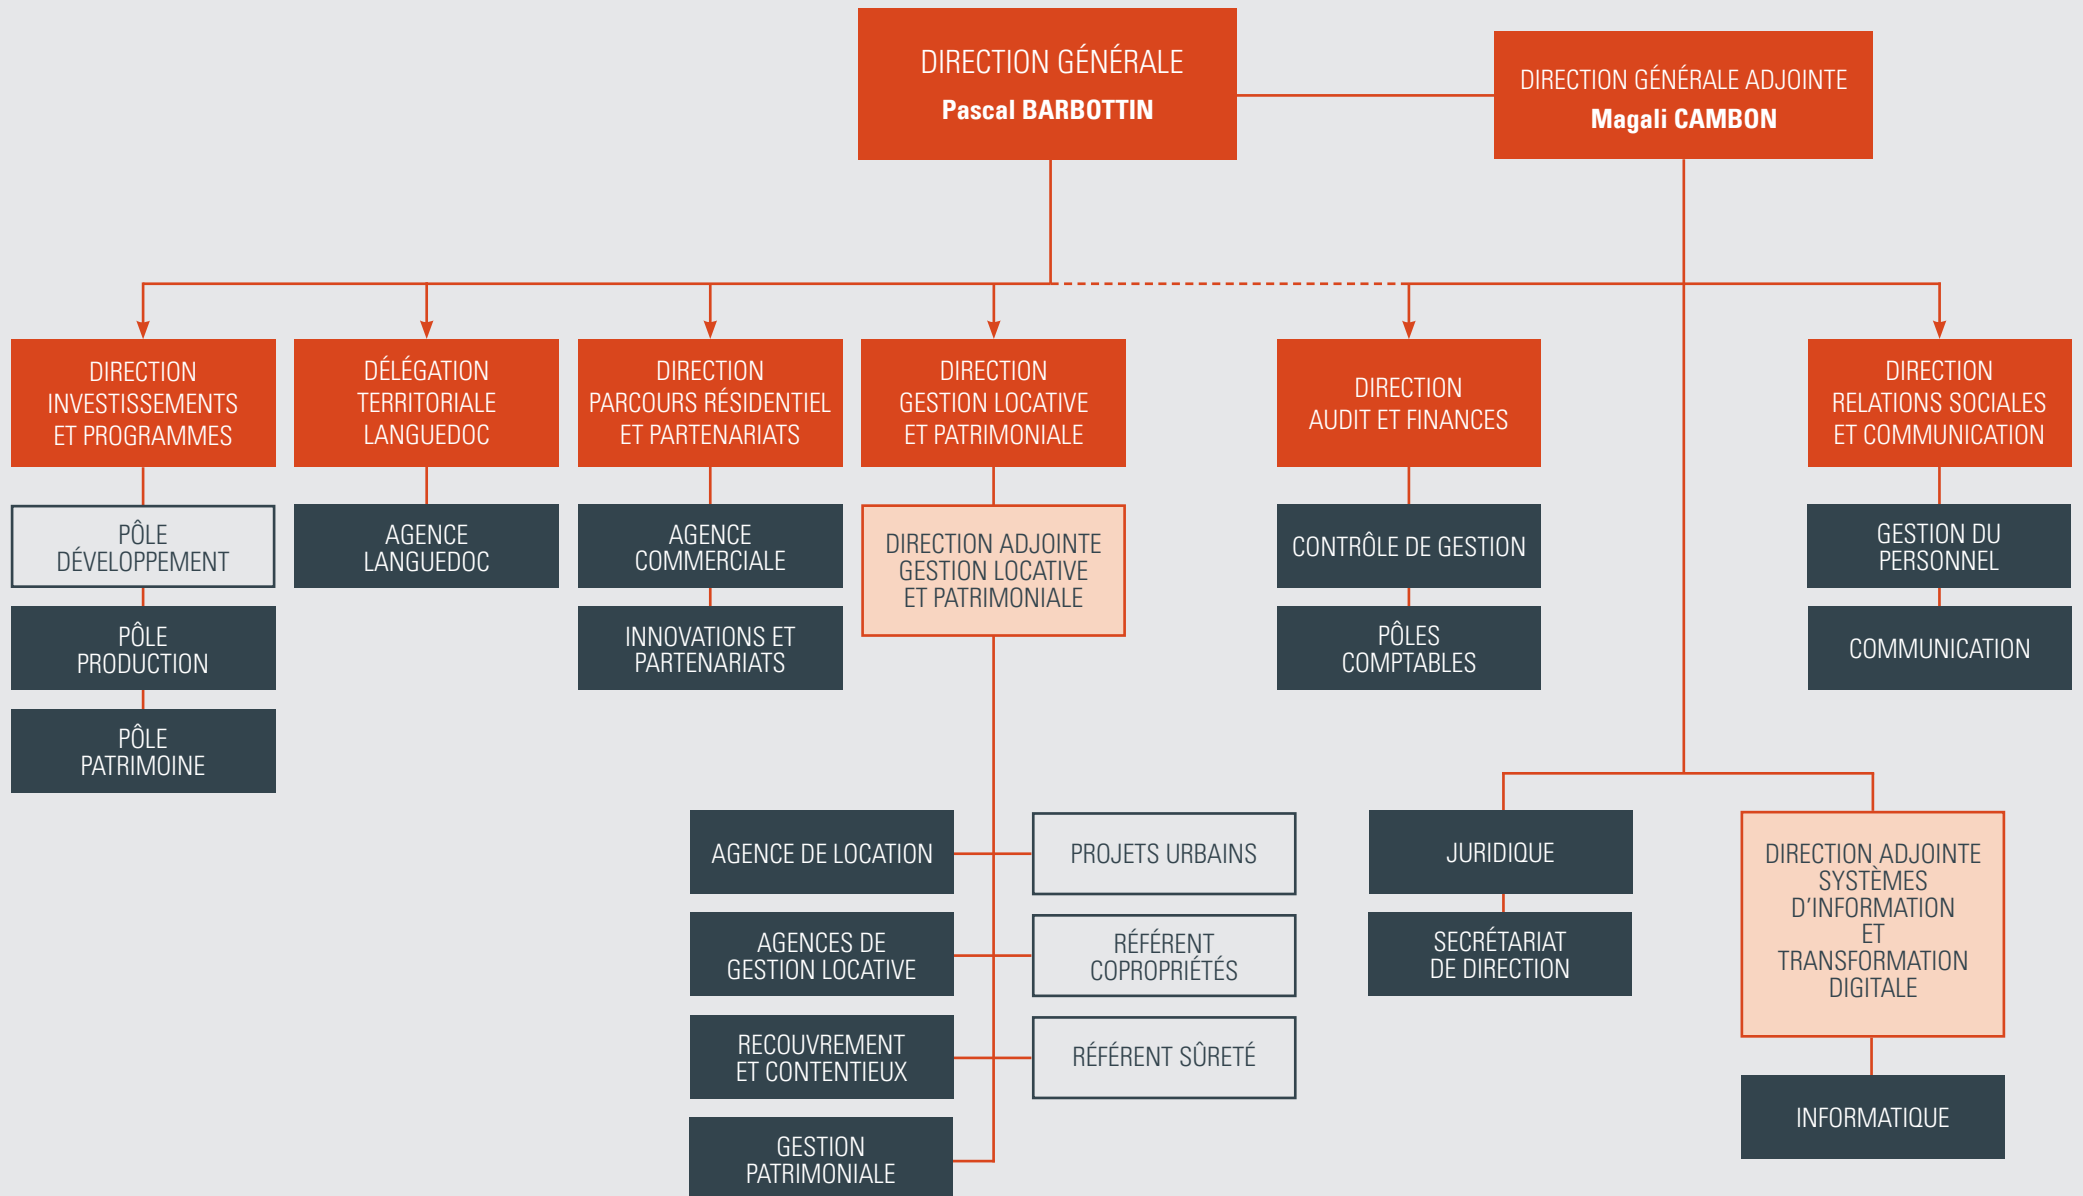 DIRECTION GÉNÉRALE
Pascal BARBOTTIN
DIRECTION GÉNÉRALE ADJOINTE
Magali CAMBON
DIRECTION
INVESTISSEMENTS
ET PROGRAMMES
DÉLÉGATION
TERRITORIALE
LANGUEDOC
DIRECTION
PARCOURS RÉSIDENTIEL
ET PARTENARIATS
DIRECTION
GESTION LOCATIVE
ET PATRIMONIALE
DIRECTION
AUDIT ET FINANCES
DIRECTION
RELATIONS SOCIALES
ET COMMUNICATION
PÔLE
DÉVELOPPEMENT
PÔLE
PRODUCTION
PÔLE
PATRIMOINE
AGENCE
LANGUEDOC
AGENCE
COMMERCIALE
INNOVATIONS ET
PARTENARIATS
DIRECTION ADJOINTE
GESTION LOCATIVE
ET PATRIMONIALE
CONTRÔLE DE GESTION
PÔLES
COMPTABLES
GESTION DU
PERSONNEL
COMMUNICATION
AGENCE DE LOCATION
AGENCES DE
GESTION LOCATIVE
RECOUVREMENT
ET CONTENTIEUX
GESTION
PATRIMONIALE
PROJETS URBAINS
RÉFÉRENT
COPROPRIÉTÉS
RÉFÉRENT SÛRETÉ
JURIDIQUE
SECRÉTARIAT
DE DIRECTION
DIRECTION ADJOINTE
SYSTÈMES
D'INFORMATION
ET
TRANSFORMATION
DIGITALE
INFORMATIQUE